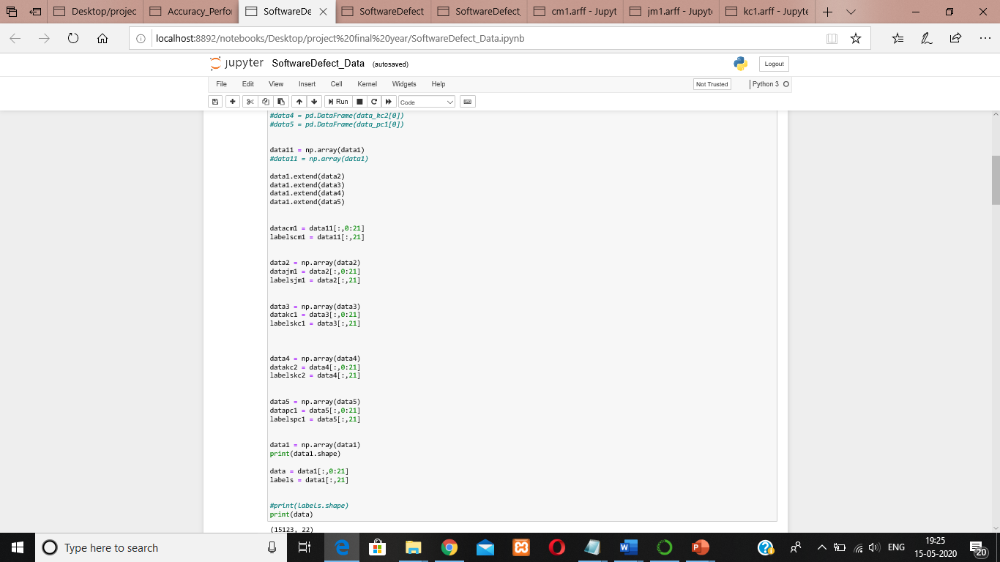 Desktop/projec
Accuracy_Perfo
SoftwareDe
SoftwareDefect
SoftwareDefect_
cm1.arff - Jupyt
jm1.arff - Jupyte
kc1.arff - Jupyte
localhost:8892/notebooks/Desktop/project%20final%20year/SoftwareDefect_Data.ipynb
jupyter SoftwareDefect_Data (autosaved)
Logout
File Edit View Insert Cell Kernel Widgets Help
Not Trusted
Python 3
Run
Code
#data4 = pd.DataFrame(data_kc2[0])
#data5 = pd.DataFrame(data_pc1[0])
data11 = np.array(data1)
#data11 = np.array(data1)
data1.extend(data2)
data1.extend(data3)
data1.extend(data4)
data1.extend(data5)
datacm1 = data11[:,0:21]
labelscm1 = data11[:,21]
data2 = np.array(data2)
datajm1 = data2[:,0:21]
labelsjm1 = data2[:,21]
data3 = np.array(data3)
datakc1 = data3[:,0:21]
labelskc1 = data3[:,21]
data4 = np.array(data4)
datakc2 = data4[:,0:21]
labelskc2 = data4[:,21]
data5 = np.array(data5)
datapc1 = data5[:,0:21]
labelspc1 = data5[:,21]
data1 = np.array(data1)
print(data1.shape)
data = data1[:,0:21]
labels = data1[:,21]
#print(labels.shape)
print(data)
(15123, 22)
Type here to search
ENG
19:25
15-05-2020
20